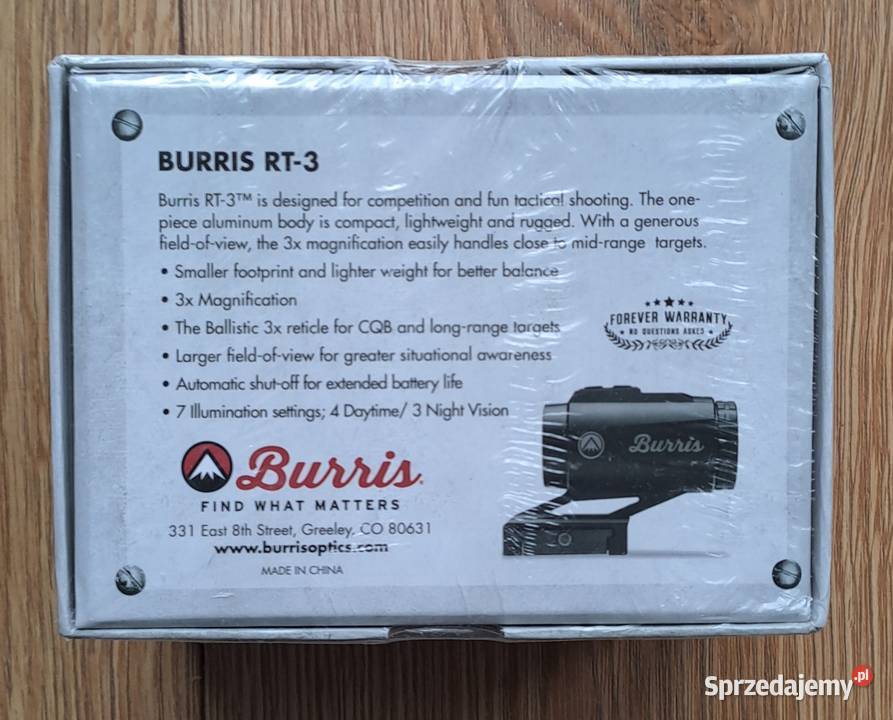 BURRIS RT-3
Burris RT-3™ is designed for competition and fun tactical shooting. The one-
piece aluminum body is compact, lightweight and rugged. With a generous
field-of-view, the 3x magnification easily handles close to mid-range targets.
• Smaller footprint and lighter weight for better balance
• 3x Magnification
• The Ballistic 3x reticle for CQB and long-range targets
• Larger field-of-view for greater situational awareness
• Automatic shut-off for extended battery life
• 7 Illumination settings; 4 Daytime/ 3 Night Vision
FOREVER WARRANTY
NO QUESTIONS ASKED
Burris
Burris
FIND WHAT MATTERS
331 East 8th Street, Greeley, CO 80631
www.burrisoptics.com
MADE IN CHINA
Sprzedajemy.pl